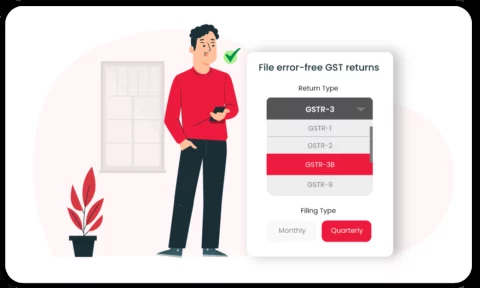 File error-free GST returns
Return Type
GSTR-3
GSTR-1
GSTR-2
GSTR-3B
GSTR-9
Filing Type
Monthly
Quarterly